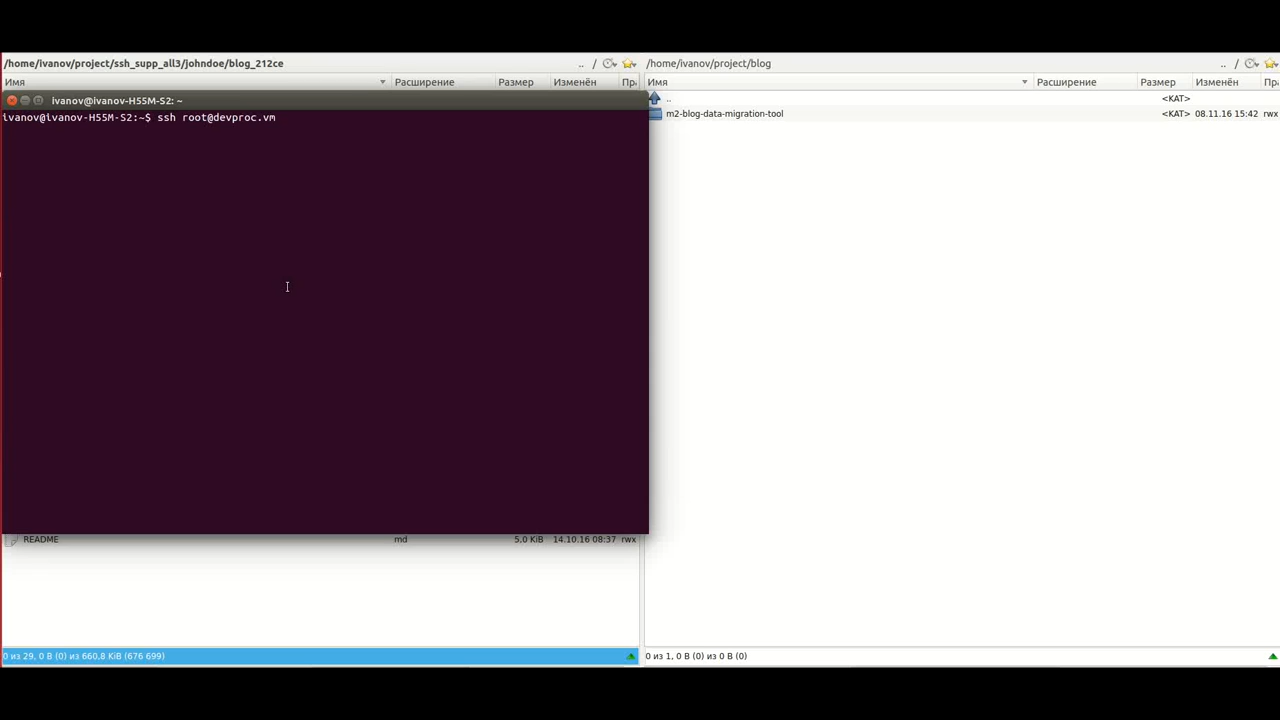 /home/ivanov/project/ssh_supp_all3/johndoe/blog_212ce .. /
Имя Расширение Размер Изменён Пр
ivanov@ivanov-H55M-S2: ~
ivanov@ivanov-H55M-S2:~$ ssh root@devproc.vm
README md 5,0 KiB 14.10.16 08:37 rwx
0 из 29, 0 B (0) из 660,8 KiB (676 699)
/home/ivanov/project/blog .. /
Имя Расширение Размер Изменён Пр
.. <КАТ>
m2-blog-data-migration-tool <КАТ> 08.11.16 15:42 rwx
0 из 1, 0 B (0) из 0 B (0)